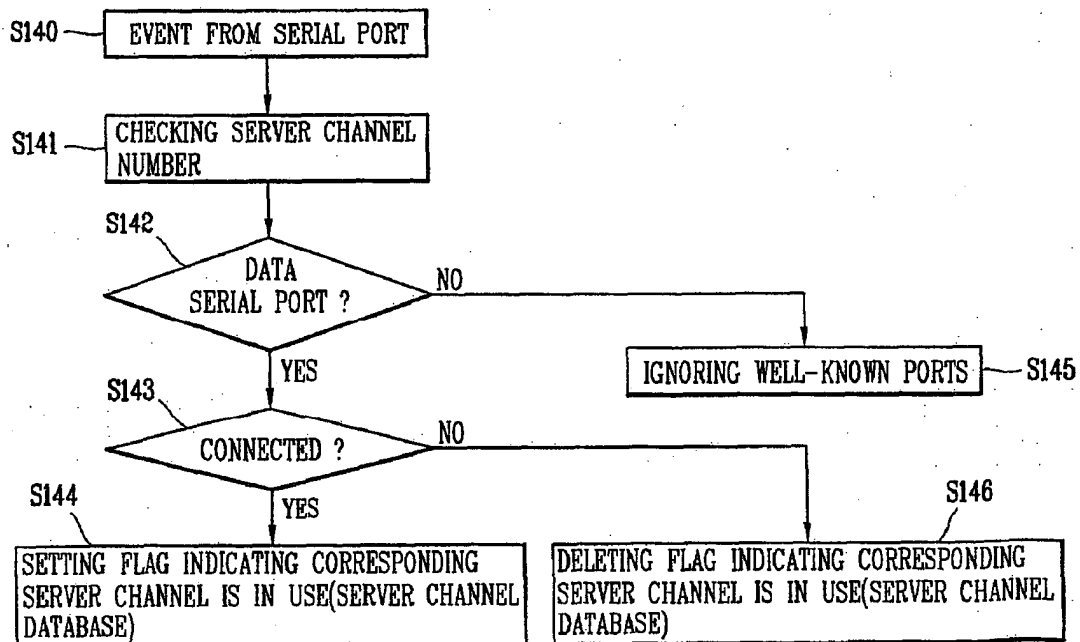 S140
EVENT FROM SERIAL PORT
S141
CHECKING SERVER CHANNEL
NUMBER
S142
DATA
SERIAL PORT ?
NO
YES
IGNORING WELL-KNOWN PORTS
S145
S143
CONNECTED ?
NO
YES
S144
SETTING FLAG INDICATING CORRESPONDING
SERVER CHANNEL IS IN USE(SERVER CHANNEL
DATABASE)
S146
DELETING FLAG INDICATING CORRESPONDING
SERVER CHANNEL IS IN USE(SERVER CHANNEL
DATABASE)